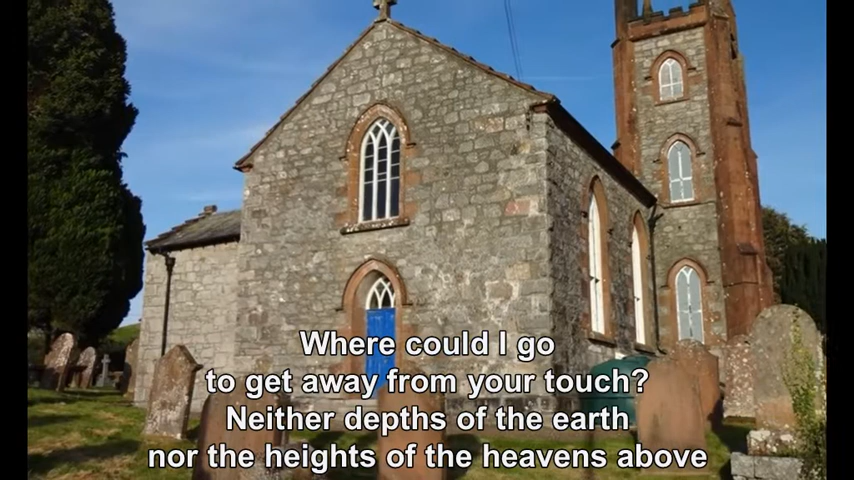 Where could I go
to get away from your touch?
Neither depths of the earth
nor the heights of the heavens above